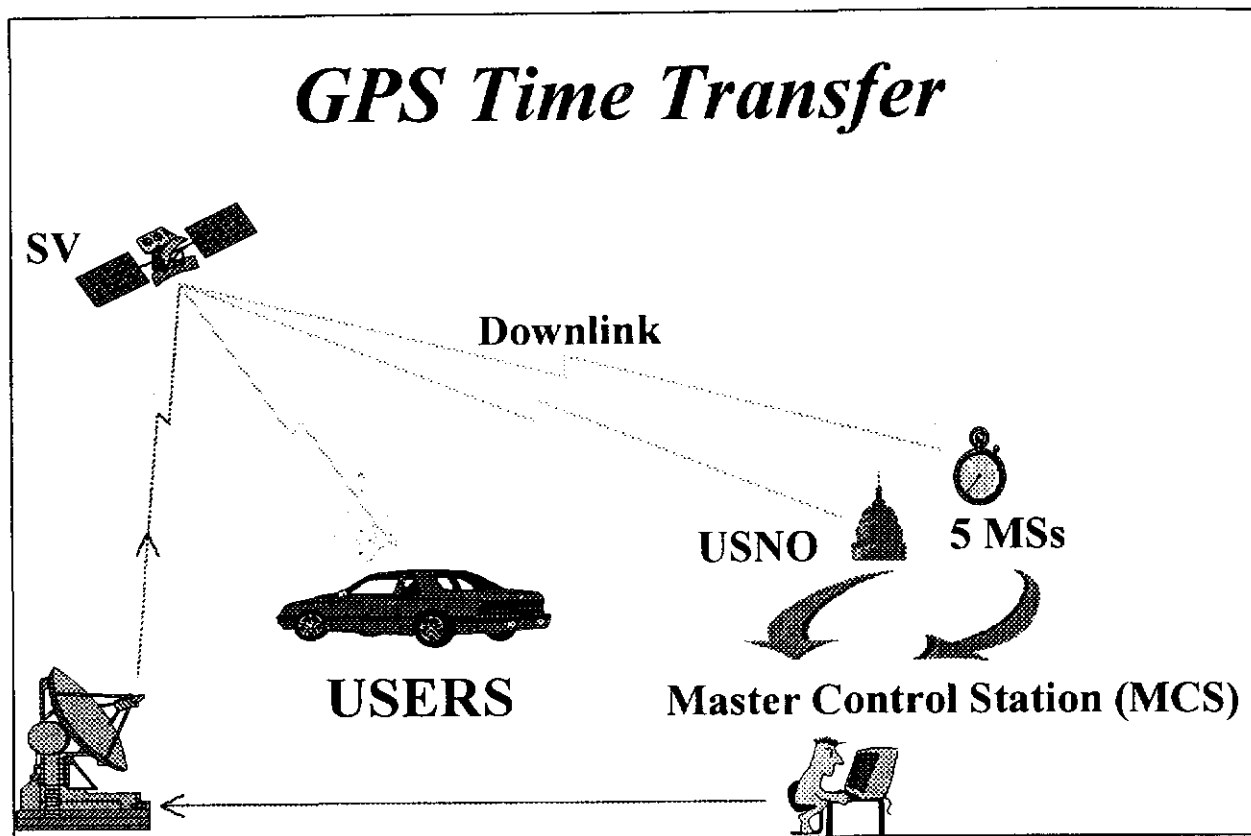 GPS Time Transfer
SV
Downlink
USNO
5 MSs
USERS
Master Control Station (MCS)